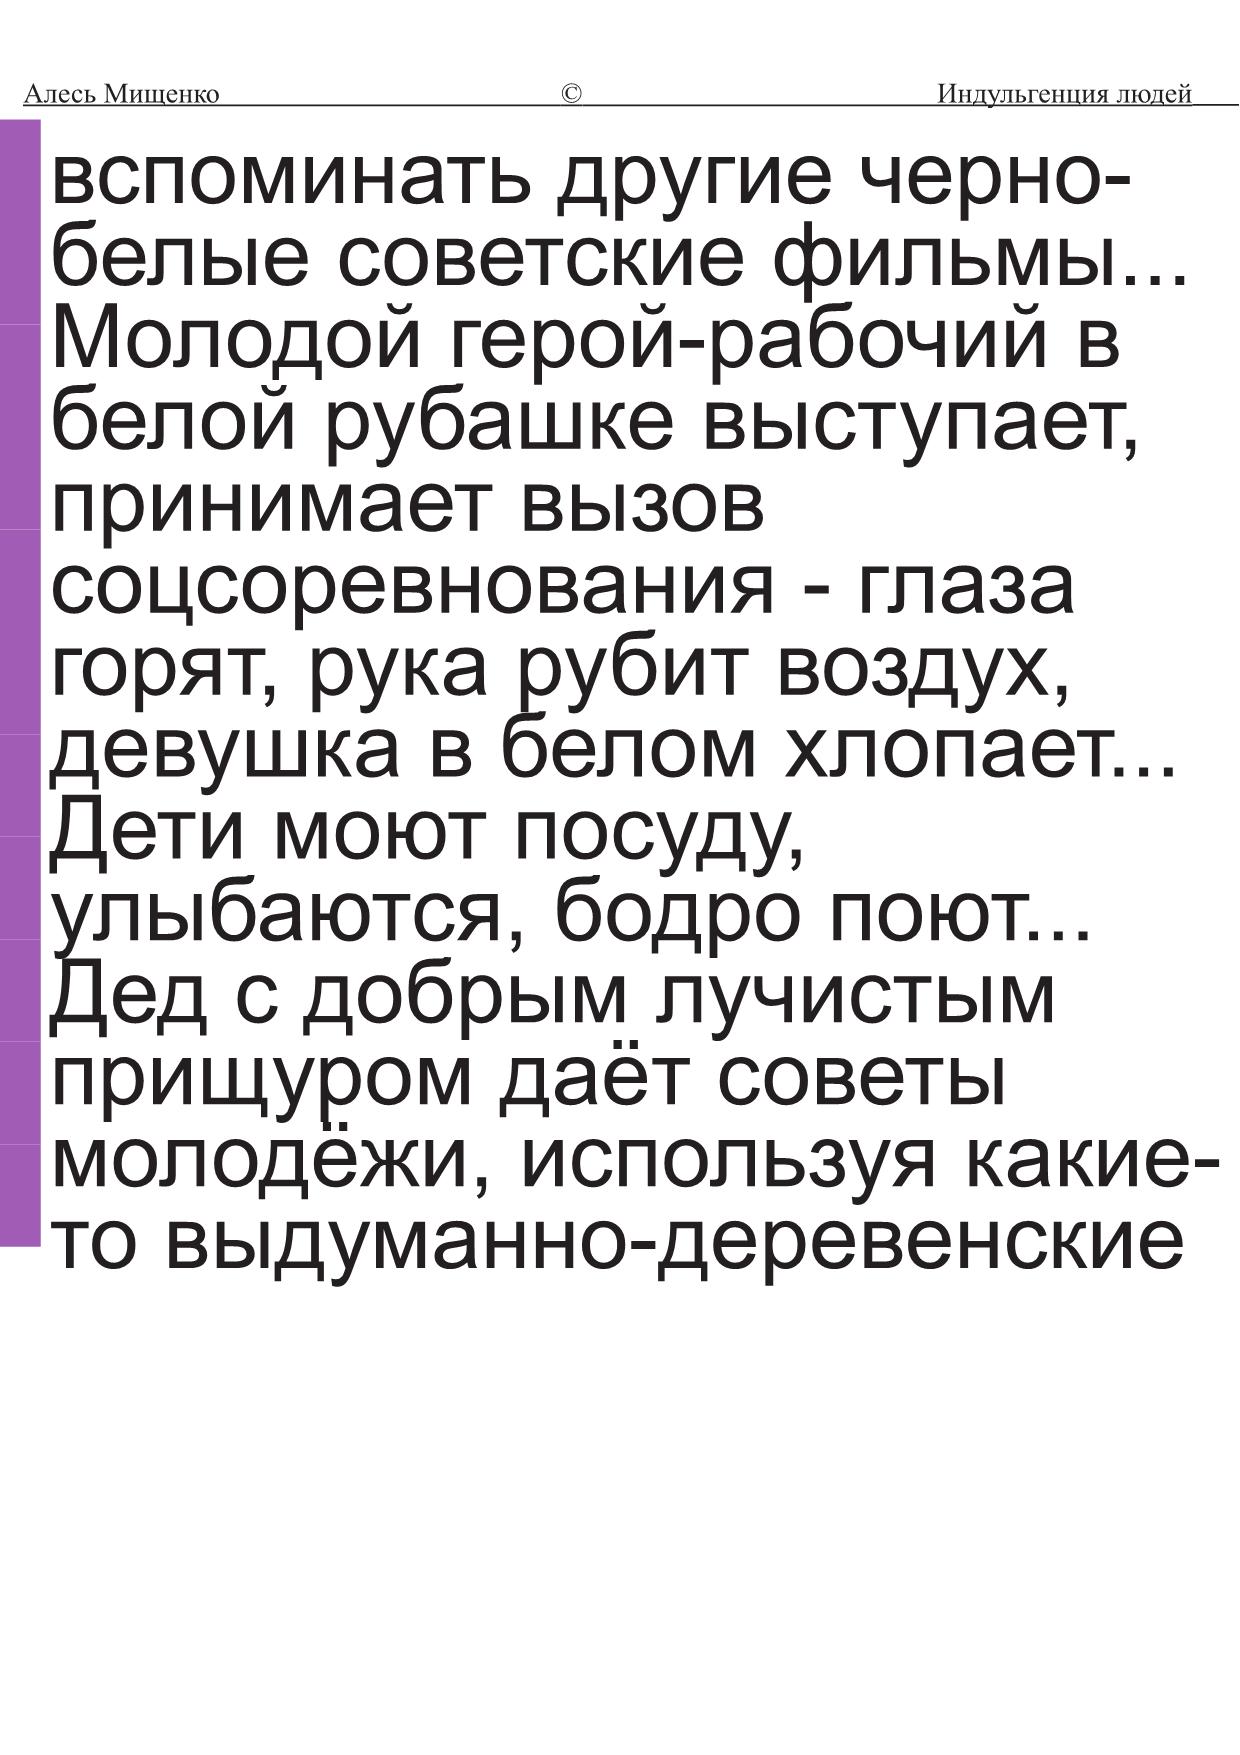 Алесь Мищенко © Индульгенция людей
вспоминать другие черно-
белые советские фильмы...
Молодой герой-рабочий в
белой рубашке выступает,
принимает вызов
соцсоревнования - глаза
горят, рука рубит воздух,
девушка в белом хлопает...
Дети моют посуду,
улыбаются, бодро поют...
Дед с добрым лучистым
прищуром даёт советы
молодёжи, используя какие-
то выдуманно-деревенские